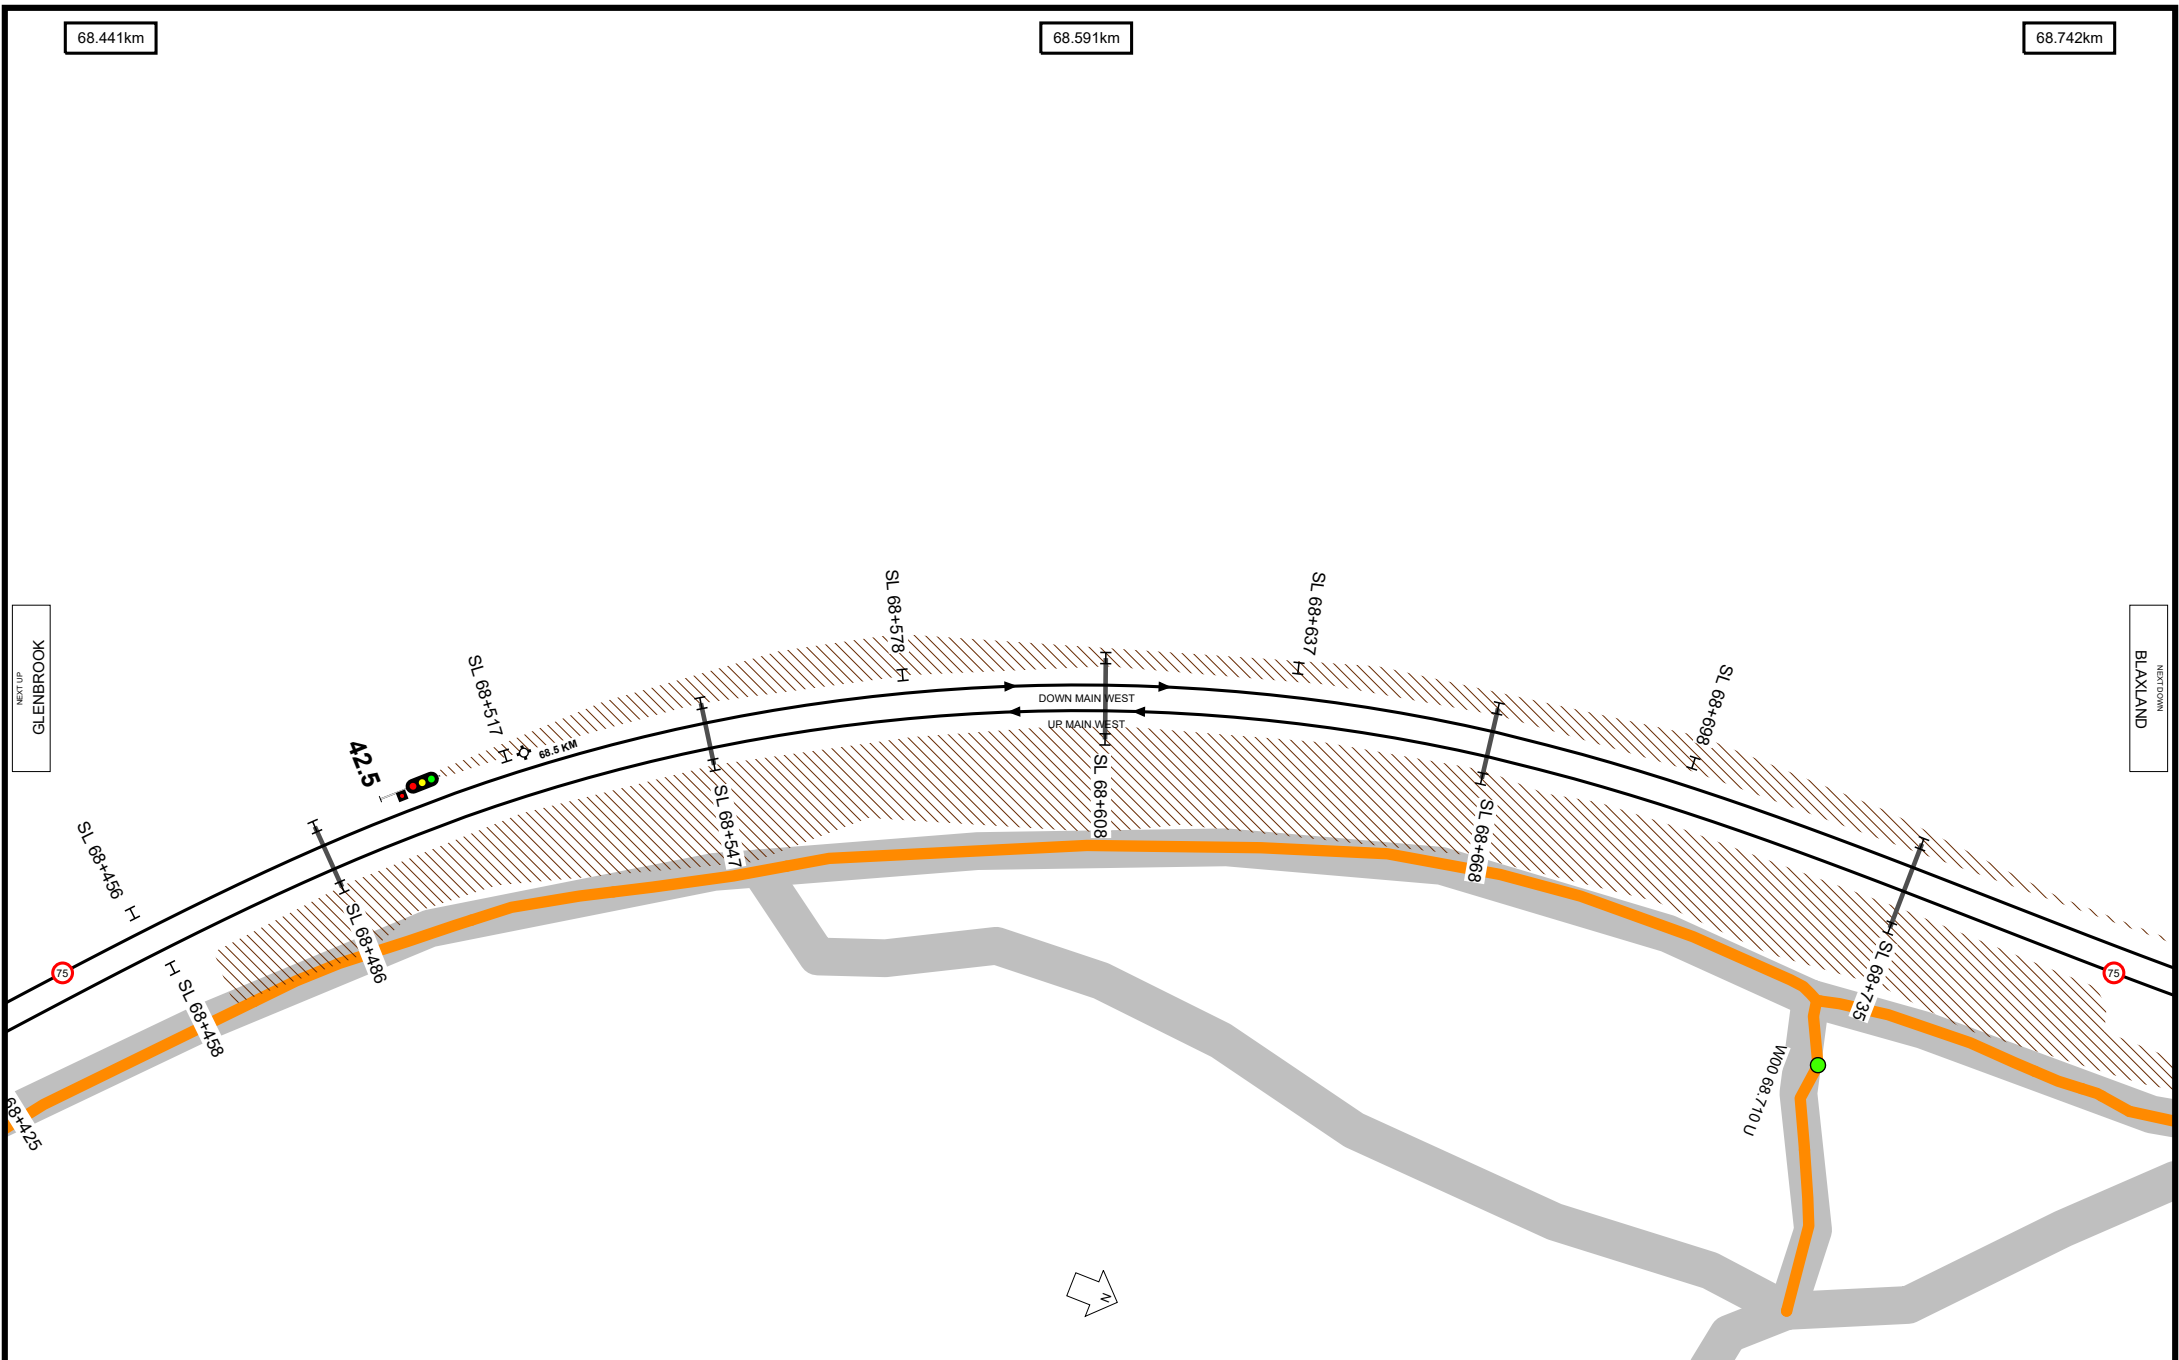 68.441km
68.591km
68.742km
NEXT UP
GLENBROOK
NEXT DOWN
BLAXLAND
SL 68+578
SL 68+637
SL 68+517
SL 68+698
68.5 KM
42.5
DOWN MAIN WEST
UP MAIN WEST
SL 68+456
SL 68+547
SL 68+608
SL 68+668
SL 68+486
SL 68+735
75
75
SL 68+458
68+425
W00 68.710 U
N